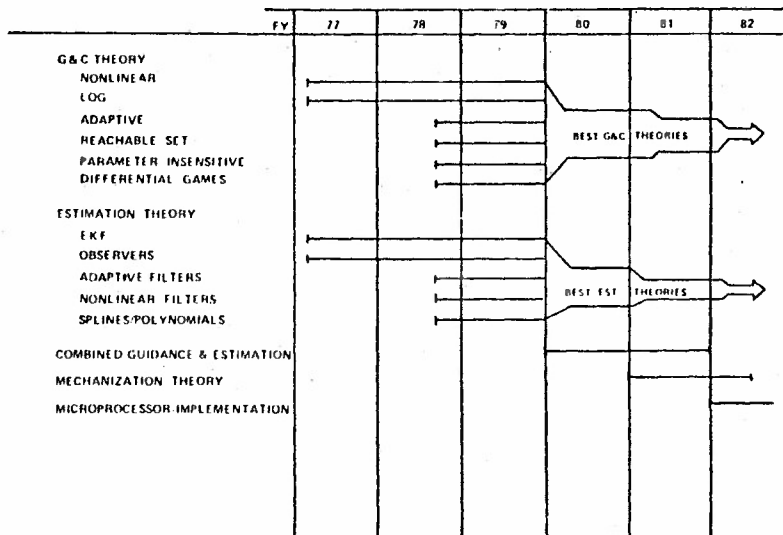 FY 77 78 79 80 81 82
G&C THEORY
NONLINEAR
LOG
ADAPTIVE
REACHABLE SET
PARAMETER INSENSITIVE
DIFFERENTIAL GAMES
BEST G&C THEORIES
ESTIMATION THEORY
EKF
OBSERVERS
ADAPTIVE FILTERS
NONLINEAR FILTERS
SPLINES/POLYNOMIALS
BEST EST THEORIES
COMBINED GUIDANCE & ESTIMATION
MECHANIZATION THEORY
MICROPROCESSOR-IMPLEMENTATION